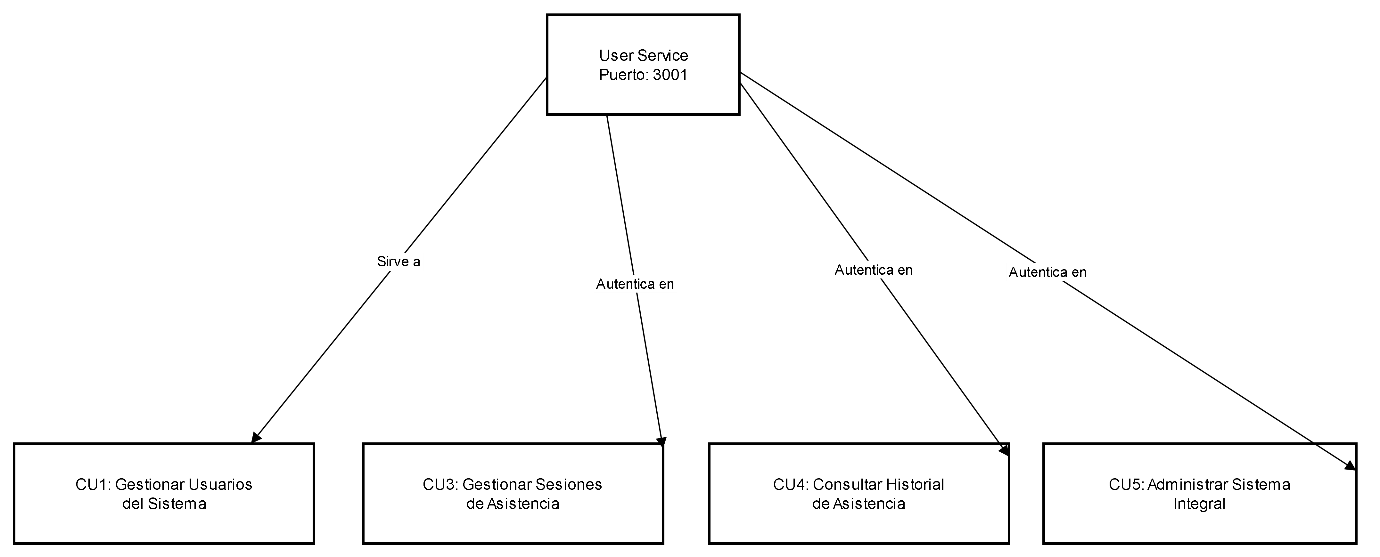 User Service
Puerto: 3001
Sirve a
Autentica en
Autentica en
Autentica en
CU1: Gestionar Usuarios
del Sistema
CU3: Gestionar Sesiones
de Asistencia
CU4: Consultar Historial
de Asistencia
CU5: Administrar Sistema
Integral